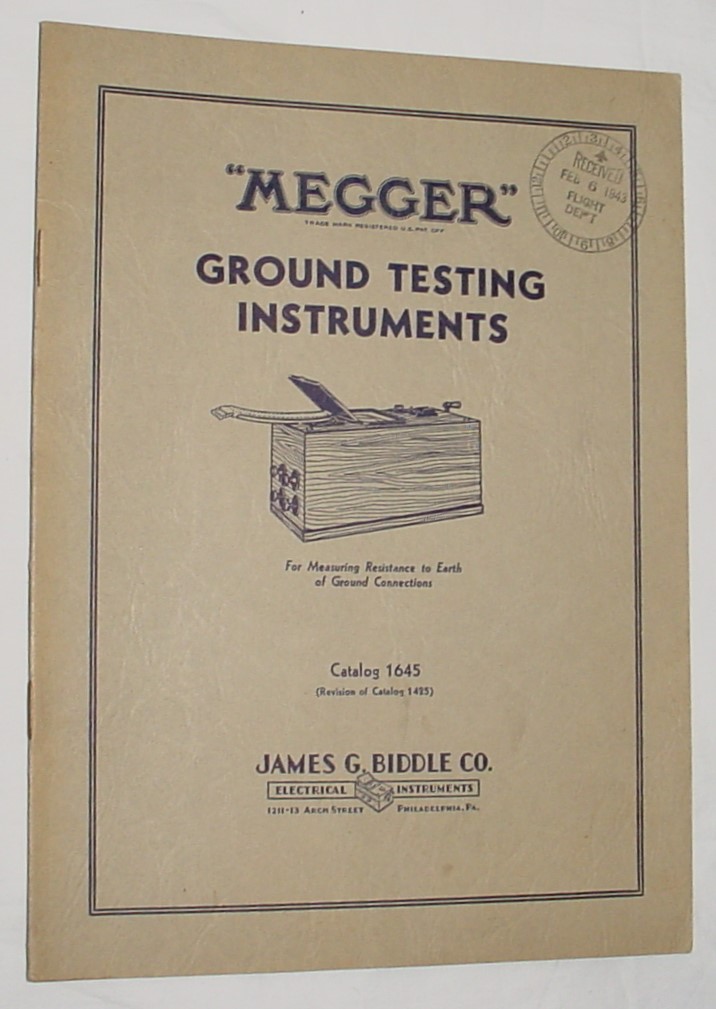 "MEGGER"
TRADE MARK REGISTERED U.S. PAT. OFF.
GROUND TESTING
INSTRUMENTS
For Measuring Resistance to Earth
of Ground Connections
Catalog 1645
(Revision of Catalog 1425)
JAMES G. BIDDLE CO.
ELECTRICAL INSTRUMENTS
1211-13 ARCH STREET PHILADELPHIA, PA.
RECEIVED
FEB 6 1943
FLIGHT
DEPT